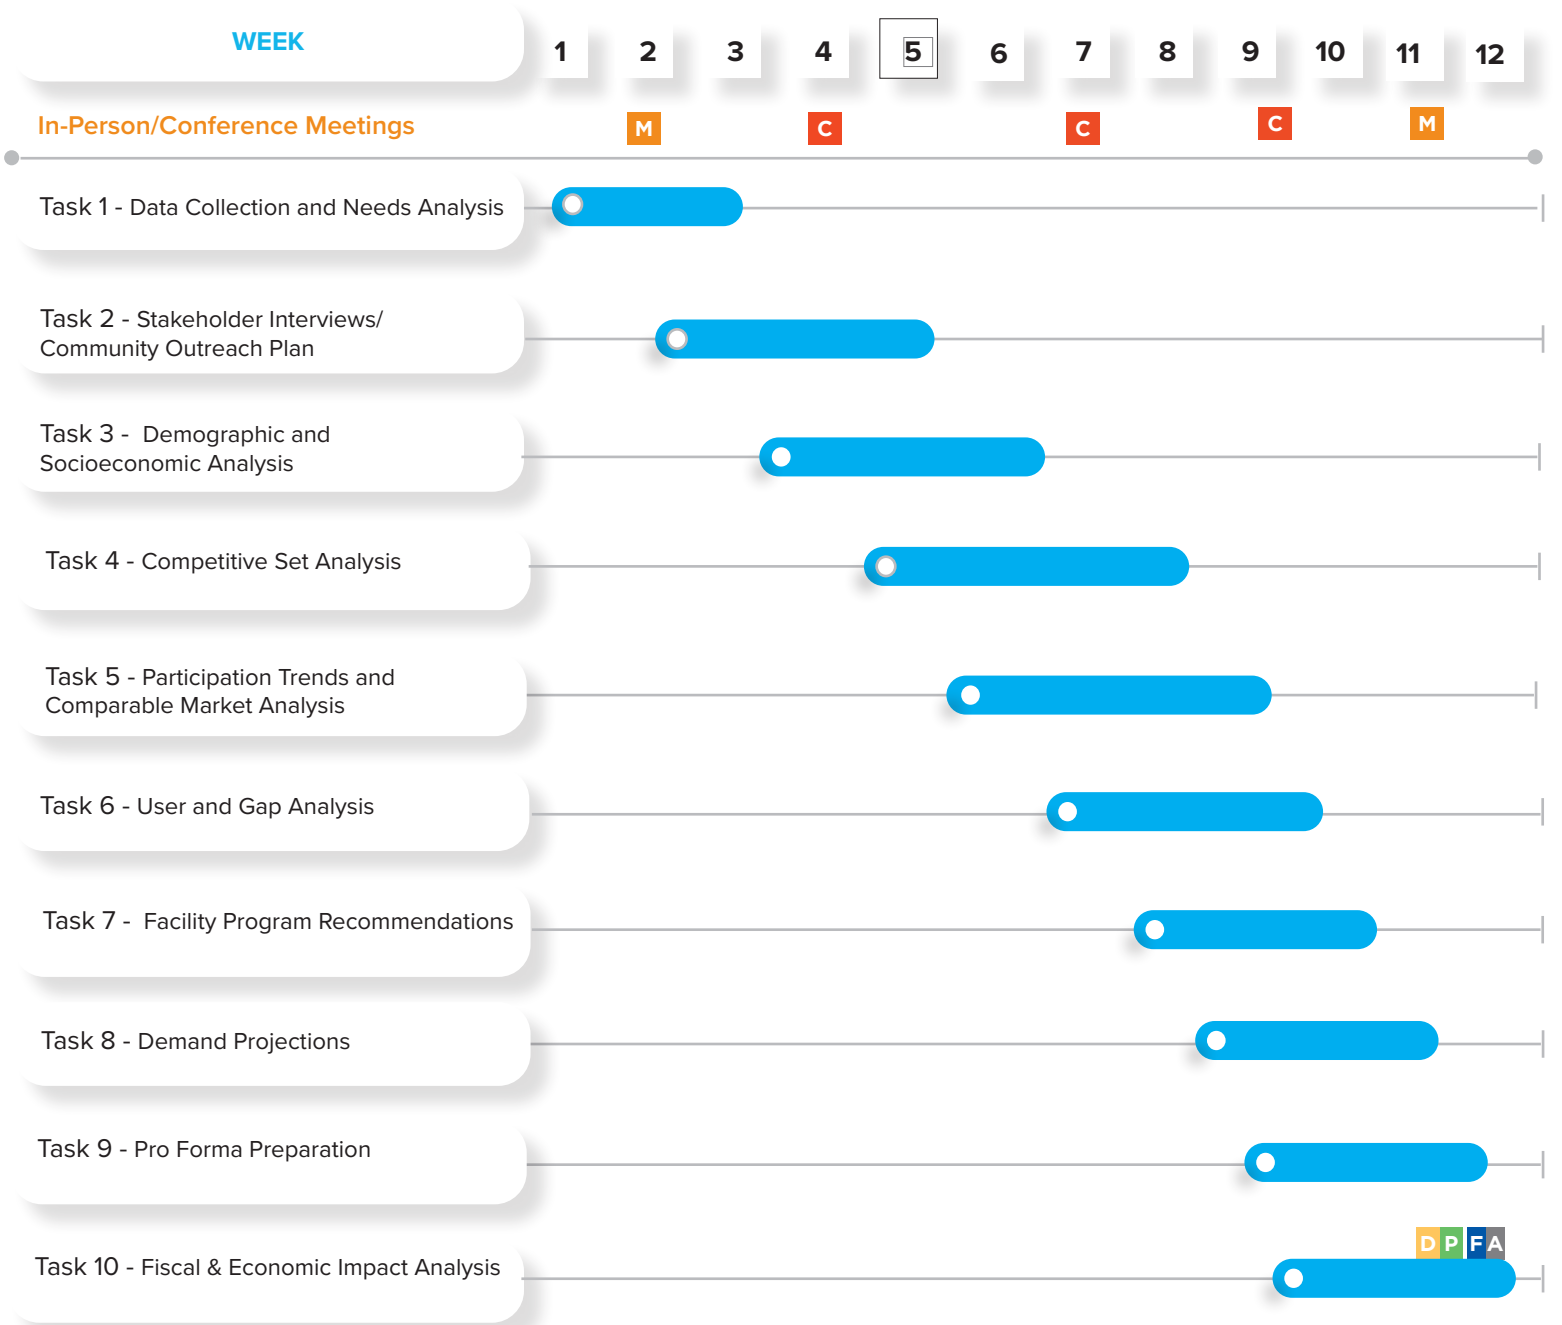 WEEK 1 2 3 4 5 6 7 8 9 10 11 12
In-Person/Conference Meetings M C C C M
Task 1 - Data Collection and Needs Analysis
Task 2 - Stakeholder Interviews/
Community Outreach Plan
Task 3 - Demographic and
Socioeconomic Analysis
Task 4 - Competitive Set Analysis
Task 5 - Participation Trends and
Comparable Market Analysis
Task 6 - User and Gap Analysis
Task 7 - Facility Program Recommendations
Task 8 - Demand Projections
Task 9 - Pro Forma Preparation
D P F A
Task 10 - Fiscal & Economic Impact Analysis